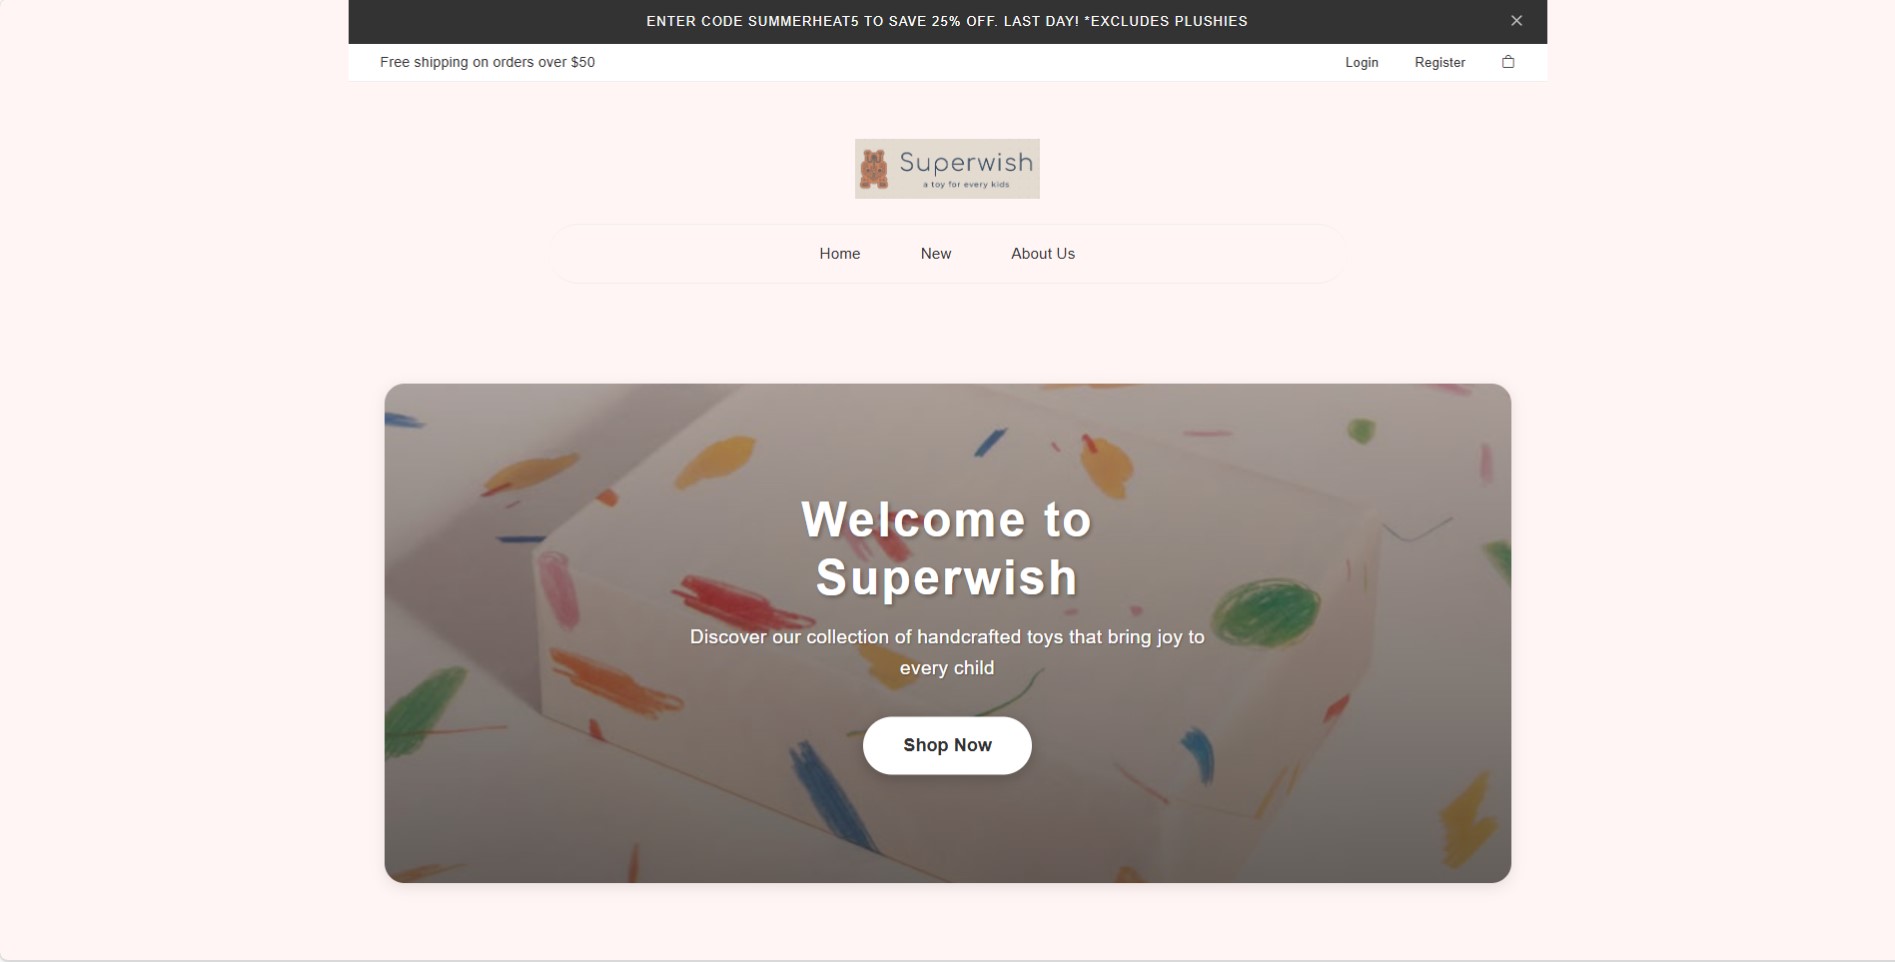 ENTER CODE SUMMERHEAT5 TO SAVE 25% OFF. LAST DAY! *EXCLUDES PLUSHIES
Free shipping on orders over $50
Login
Register
Superwish
a toy for every kids
Home
New
About Us
Welcome to
Superwish
Discover our collection of handcrafted toys that bring joy to
every child
Shop Now